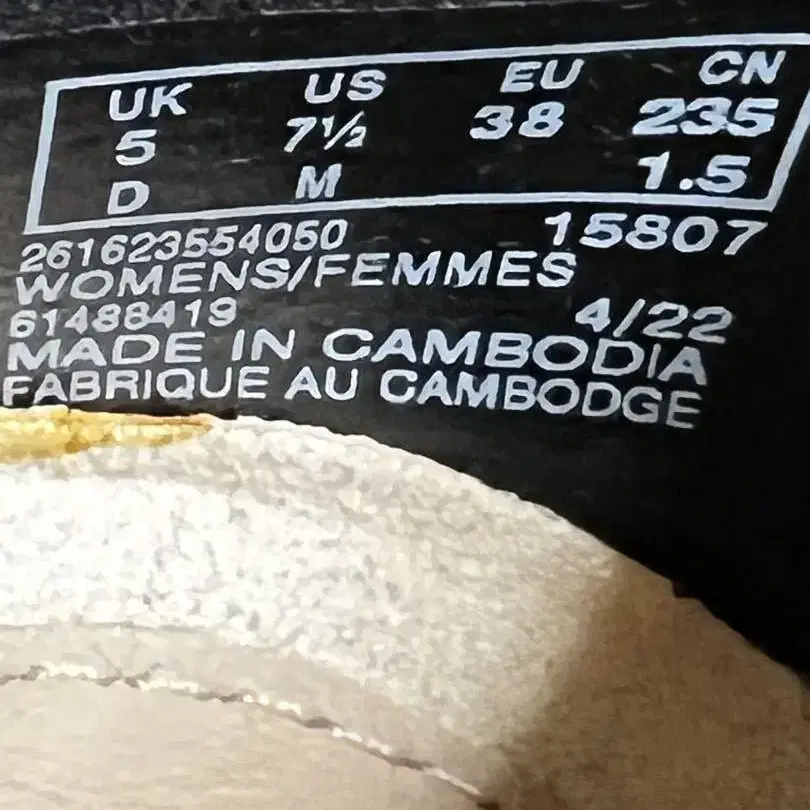 UK US EU CN
5 7½ 38 235
D M 1.5
261623554050 15807
WOMENS/FEMMES
61488419 4/22
MADE IN CAMBODIA
FABRIQUE AU CAMBODGE